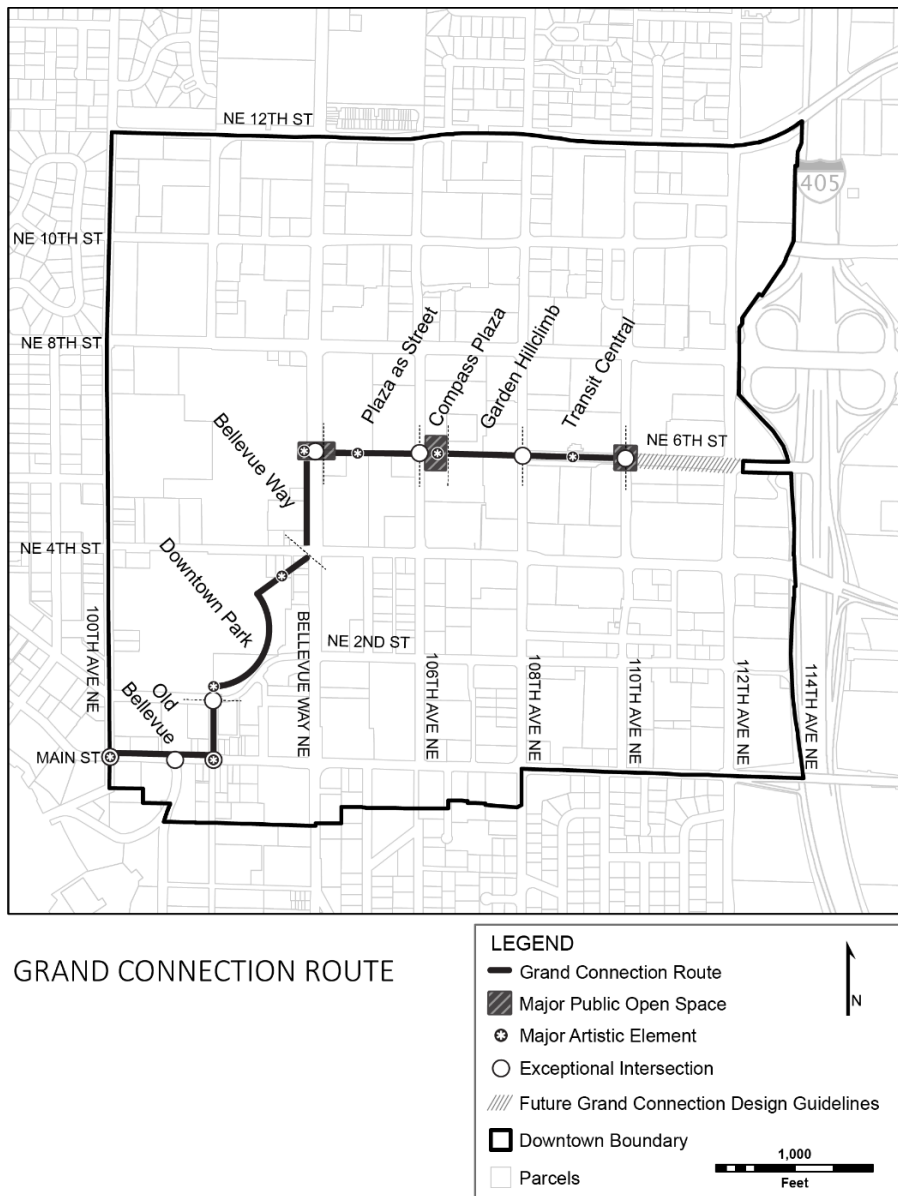 NE 12TH ST
405
NE 10TH ST
NE 8TH ST
Plaza as Street
Compass Plaza
Garden Hillclimb
Transit Central
Bellevue Way
NE 6TH ST
NE 4TH ST
Downtown Park
100TH AVE NE
BELLEVUE WAY NE
NE 2ND ST
106TH AVE NE
108TH AVE NE
110TH AVE NE
112TH AVE NE
114TH AVE NE
Old
Bellevue
MAIN ST
GRAND CONNECTION ROUTE
LEGEND
Grand Connection Route
Major Public Open Space
Major Artistic Element
Exceptional Intersection
Future Grand Connection Design Guidelines
Downtown Boundary
Parcels
N
1,000
Feet